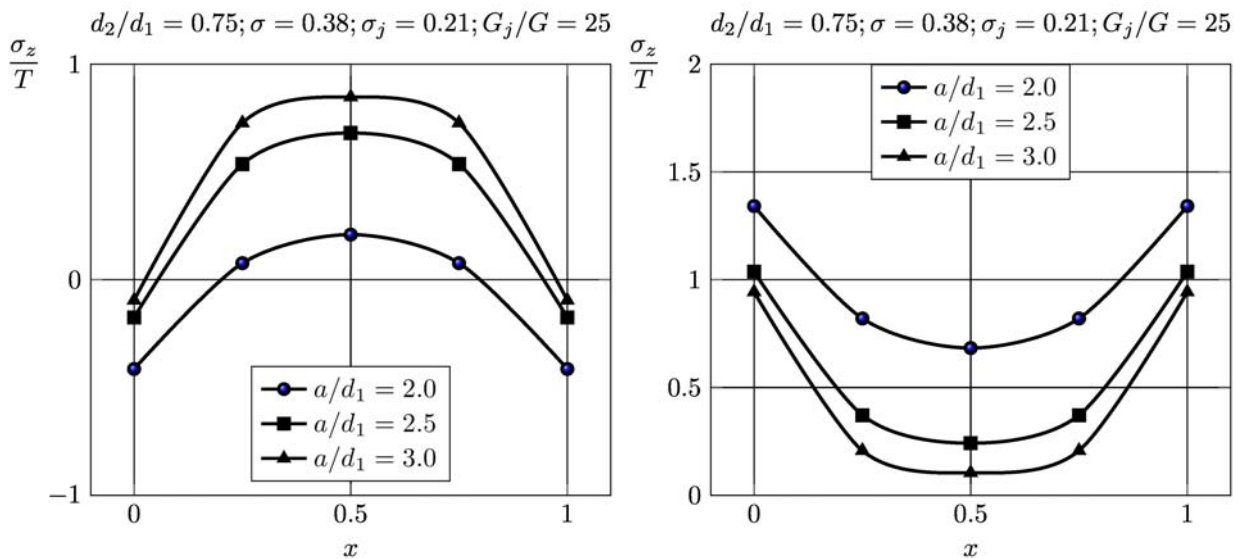 d₂/d₁ = 0.75; σ = 0.38; σⱼ = 0.21; Gⱼ/G = 25
σ_z/T
1
0
−1
0
0.5
1
x
a/d₁ = 2.0
a/d₁ = 2.5
a/d₁ = 3.0
d₂/d₁ = 0.75; σ = 0.38; σⱼ = 0.21; Gⱼ/G = 25
σ_z/T
2
1.5
1
0.5
0
0
0.5
1
x
a/d₁ = 2.0
a/d₁ = 2.5
a/d₁ = 3.0